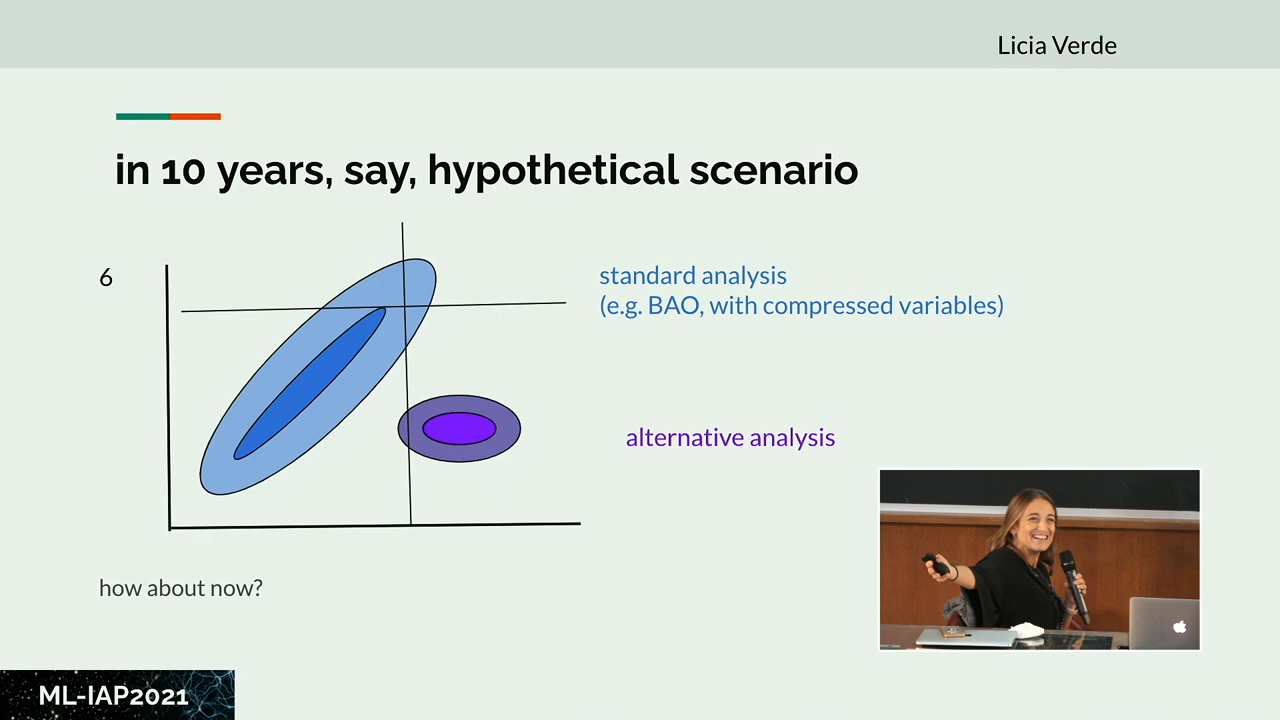 Licia Verde
in 10 years, say, hypothetical scenario
6
standard analysis
(e.g. BAO, with compressed variables)
alternative analysis
how about now?
ML-IAP2021